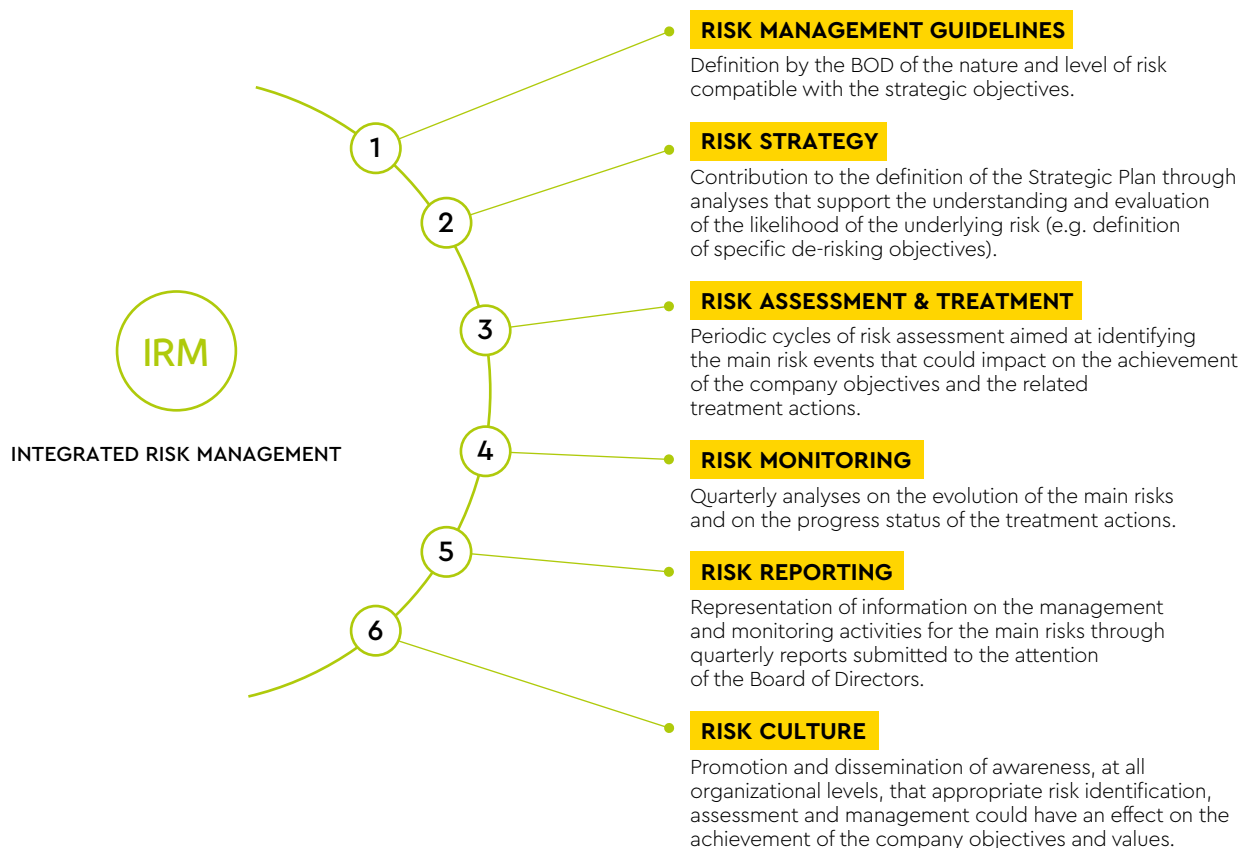 IRM
INTEGRATED RISK MANAGEMENT
1
RISK MANAGEMENT GUIDELINES
Definition by the BOD of the nature and level of risk
compatible with the strategic objectives.
2
RISK STRATEGY
Contribution to the definition of the Strategic Plan through
analyses that support the understanding and evaluation
of the likelihood of the underlying risk (e.g. definition
of specific de-risking objectives).
3
RISK ASSESSMENT & TREATMENT
Periodic cycles of risk assessment aimed at identifying
the main risk events that could impact on the achievement
of the company objectives and the related
treatment actions.
4
RISK MONITORING
Quarterly analyses on the evolution of the main risks
and on the progress status of the treatment actions.
5
RISK REPORTING
Representation of information on the management
and monitoring activities for the main risks through
quarterly reports submitted to the attention
of the Board of Directors.
6
RISK CULTURE
Promotion and dissemination of awareness, at all
organizational levels, that appropriate risk identification,
assessment and management could have an effect on the
achievement of the company objectives and values.